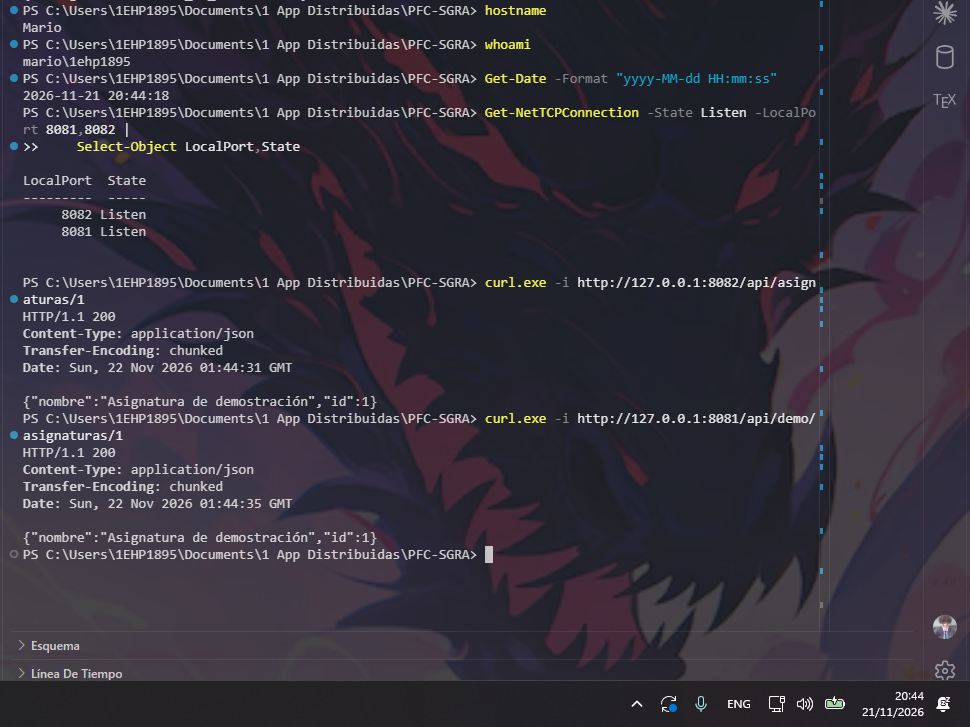 PS C:\Users\1EHP1895\Documents\1 App Distribuidas\PFC-SGRA> hostname
Mario
PS C:\Users\1EHP1895\Documents\1 App Distribuidas\PFC-SGRA> whoami
mario\1ehp1895
PS C:\Users\1EHP1895\Documents\1 App Distribuidas\PFC-SGRA> Get-Date -Format "yyyy-MM-dd HH:mm:ss"
2026-11-21 20:44:18
PS C:\Users\1EHP1895\Documents\1 App Distribuidas\PFC-SGRA> Get-NetTCPConnection -State Listen -LocalPo
rt 8081,8082 |
>>     Select-Object LocalPort,State
LocalPort  State
---------  -----
     8082 Listen
     8081 Listen
PS C:\Users\1EHP1895\Documents\1 App Distribuidas\PFC-SGRA> curl.exe -i http://127.0.0.1:8082/api/asign
aturas/1
HTTP/1.1 200
Content-Type: application/json
Transfer-Encoding: chunked
Date: Sun, 22 Nov 2026 01:44:31 GMT
{"nombre":"Asignatura de demostración","id":1}
PS C:\Users\1EHP1895\Documents\1 App Distribuidas\PFC-SGRA> curl.exe -i http://127.0.0.1:8081/api/demo/
asignaturas/1
HTTP/1.1 200
Content-Type: application/json
Transfer-Encoding: chunked
Date: Sun, 22 Nov 2026 01:44:35 GMT
{"nombre":"Asignatura de demostración","id":1}
PS C:\Users\1EHP1895\Documents\1 App Distribuidas\PFC-SGRA>
TEX
Esquema
Línea De Tiempo
ENG
20:44
21/11/2026